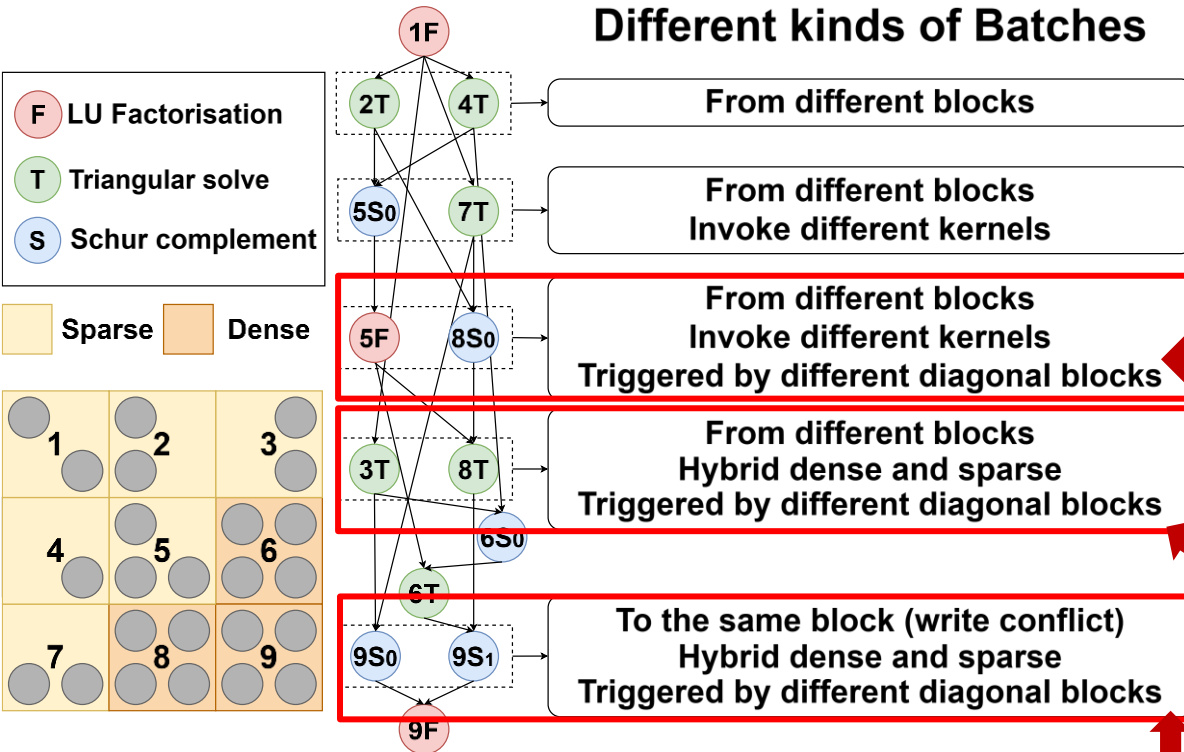 Different kinds of Batches
F LU Factorisation
T Triangular solve
S Schur complement
Sparse
Dense
1
2
3
4
5
6
7
8
9
1F
2T
4T
From different blocks
5S0
7T
From different blocks
Invoke different kernels
5F
8S0
From different blocks
Invoke different kernels
Triggered by different diagonal blocks
3T
8T
From different blocks
Hybrid dense and sparse
Triggered by different diagonal blocks
6S0
6T
9S0
9S1
To the same block (write conflict)
Hybrid dense and sparse
Triggered by different diagonal blocks
9F